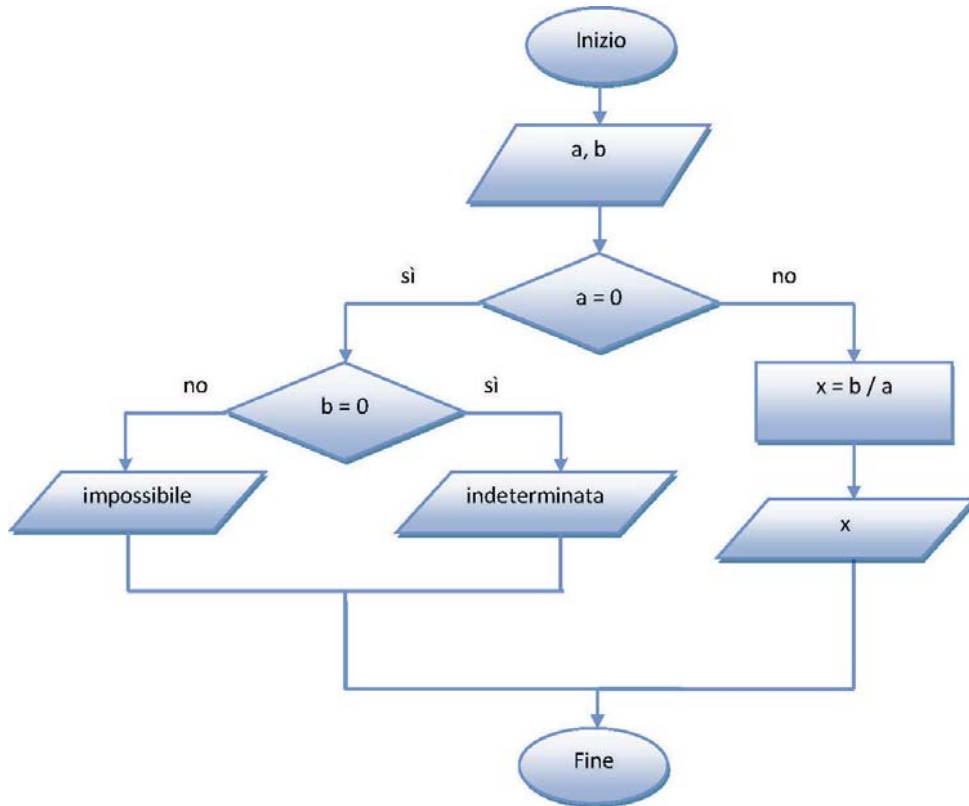 Inizio
a, b
sì
a = 0
no
no
b = 0
sì
x = b / a
impossibile
indeterminata
x
Fine